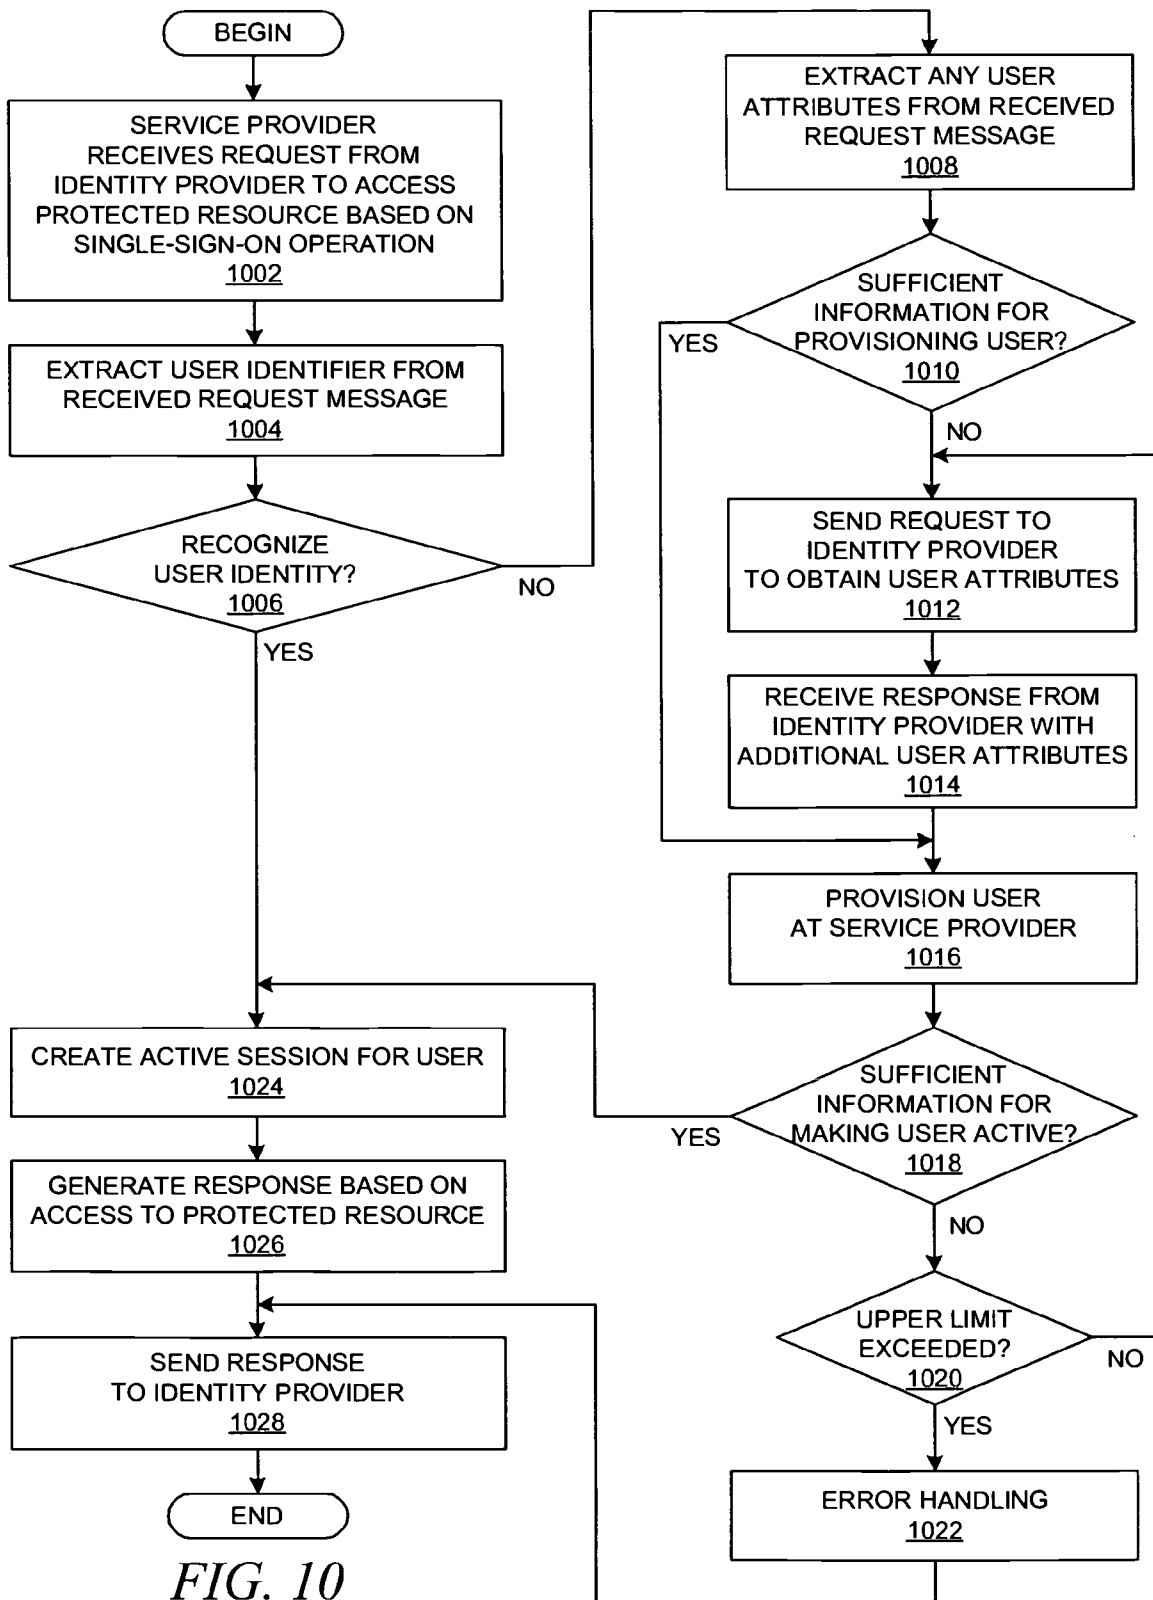 BEGIN
SERVICE PROVIDER
RECEIVES REQUEST FROM
IDENTITY PROVIDER TO ACCESS
PROTECTED RESOURCE BASED ON
SINGLE-SIGN-ON OPERATION
1002
EXTRACT USER IDENTIFIER FROM
RECEIVED REQUEST MESSAGE
1004
RECOGNIZE
USER IDENTITY?
1006
NO
YES
CREATE ACTIVE SESSION FOR USER
1024
GENERATE RESPONSE BASED ON
ACCESS TO PROTECTED RESOURCE
1026
SEND RESPONSE
TO IDENTITY PROVIDER
1028
END
FIG. 10
EXTRACT ANY USER
ATTRIBUTES FROM RECEIVED
REQUEST MESSAGE
1008
SUFFICIENT
INFORMATION FOR
PROVISIONING USER?
1010
YES
NO
SEND REQUEST TO
IDENTITY PROVIDER
TO OBTAIN USER ATTRIBUTES
1012
RECEIVE RESPONSE FROM
IDENTITY PROVIDER WITH
ADDITIONAL USER ATTRIBUTES
1014
PROVISION USER
AT SERVICE PROVIDER
1016
SUFFICIENT
INFORMATION FOR
MAKING USER ACTIVE?
1018
YES
NO
UPPER LIMIT
EXCEEDED?
1020
NO
YES
ERROR HANDLING
1022